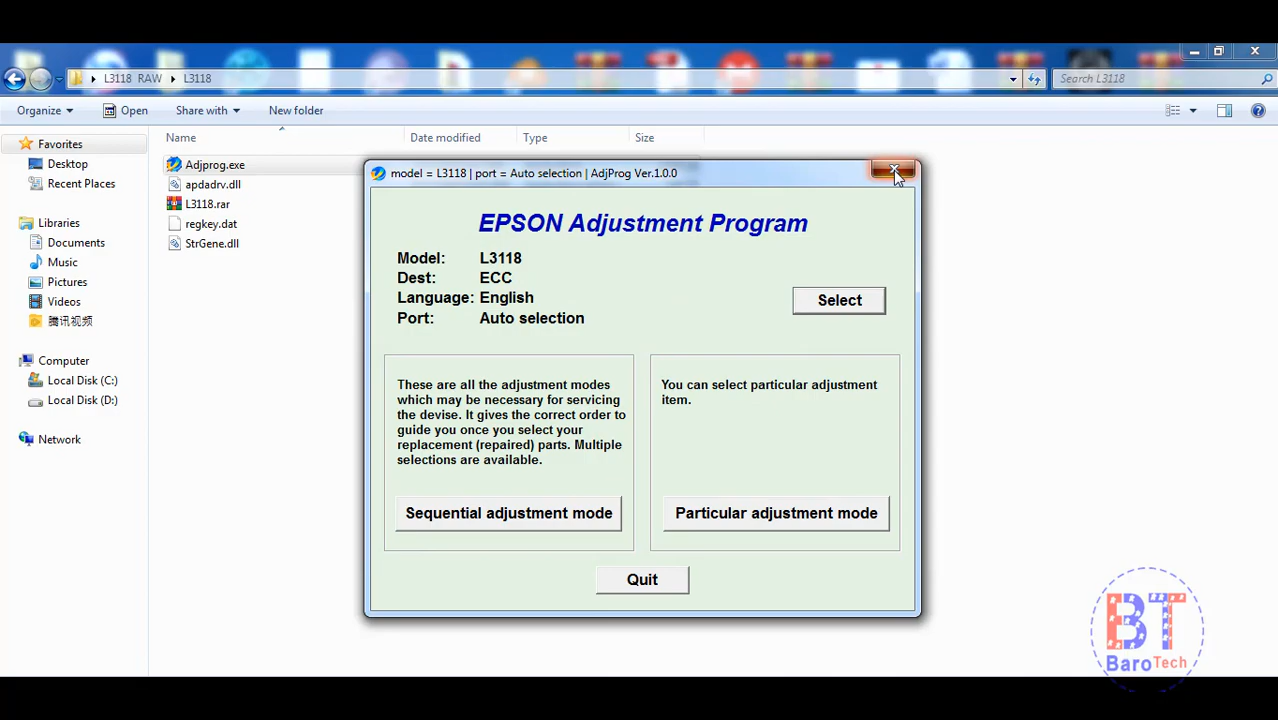 L3118 RAW L3118
Search L3118
Organize Open Share with New folder
Favorites
Desktop
Recent Places
Libraries
Documents
Music
Pictures
Videos
腾讯视频
Computer
Local Disk (C:)
Local Disk (D:)
Network
Name Date modified Type Size
Adjprog.exe
apdadrv.dll
L3118.rar
regkey.dat
StrGene.dll
model = L3118 | port = Auto selection | AdjProg Ver.1.0.0
EPSON Adjustment Program
Model: L3118
Dest: ECC
Language: English
Port: Auto selection
Select
These are all the adjustment modes
which may be necessary for servicing
the devise. It gives the correct order to
guide you once you select your
replacement (repaired) parts. Multiple
selections are available.
Sequential adjustment mode
You can select particular adjustment
item.
Particular adjustment mode
Quit
BT
BaroTech